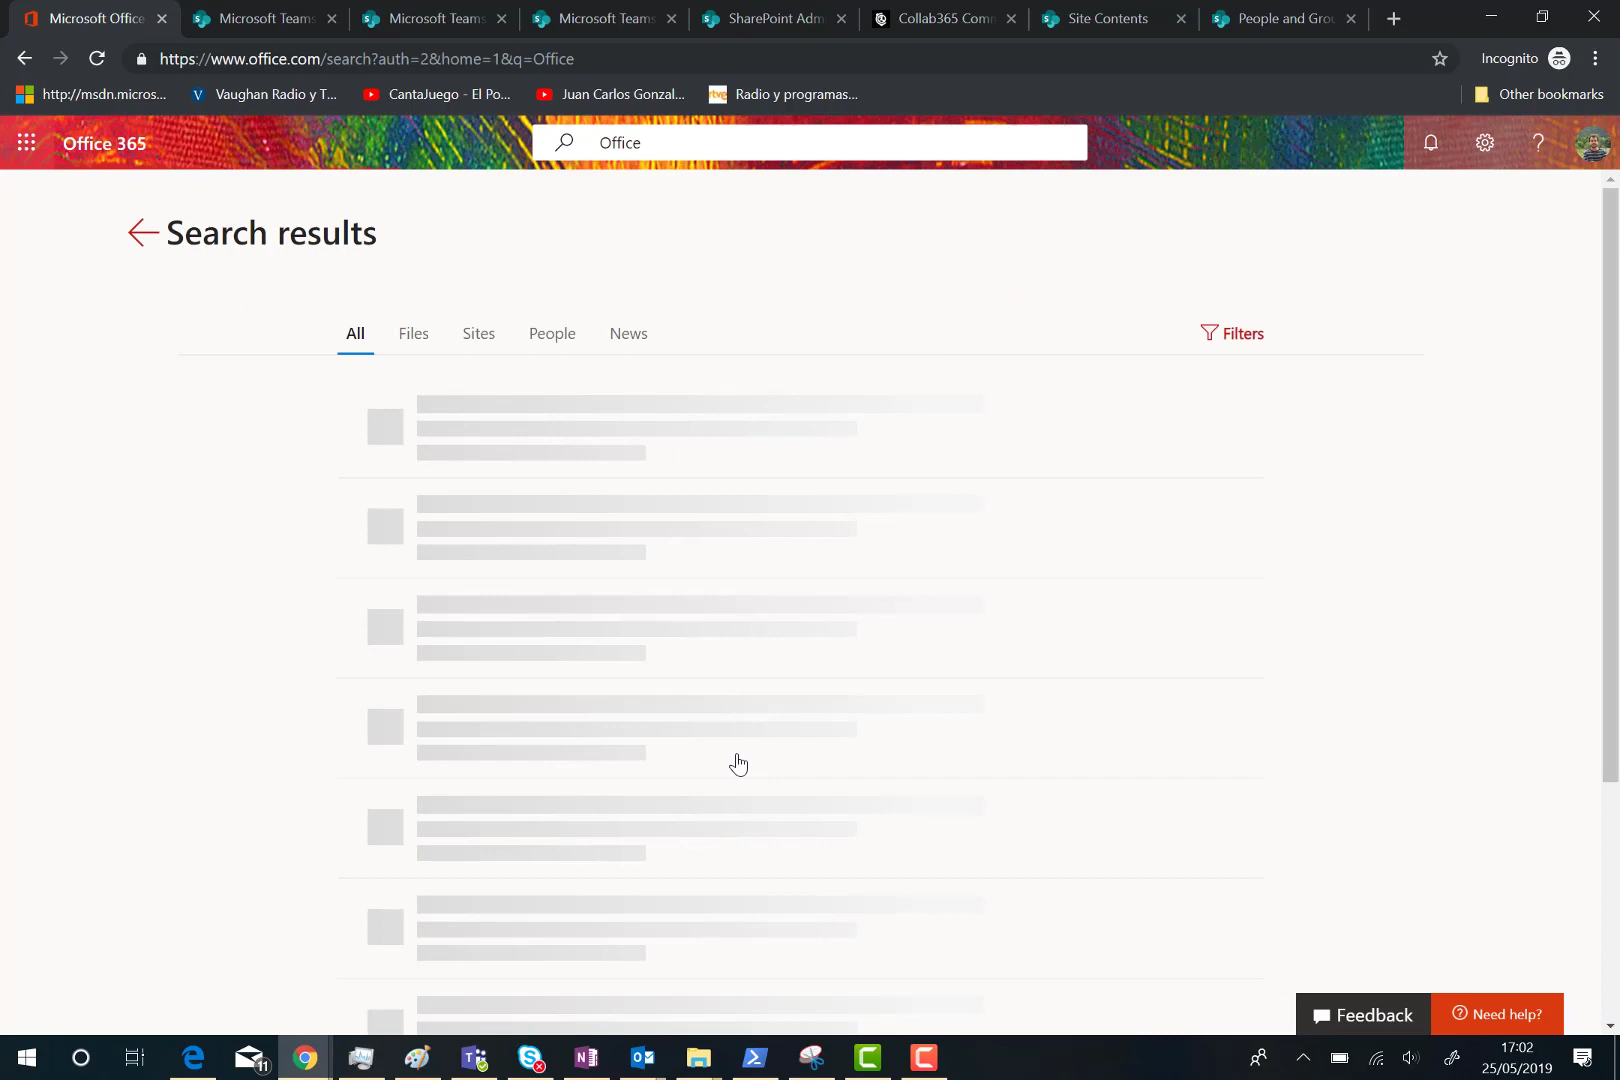 Microsoft Office
Microsoft Teams
Microsoft Teams
Microsoft Teams
SharePoint Adm
Collab365 Com
Site Contents
People and Gro
https://www.office.com/search?auth=2&home=1&q=Office
Incognito
http://msdn.micros...
Vaughan Radio y T...
CantaJuego - El Po...
Juan Carlos Gonzal...
rtve
Radio y programas...
Other bookmarks
Office 365
Office
Search results
All
Files
Sites
People
News
Filters
Feedback
Need help?
11
17:02
25/05/2019